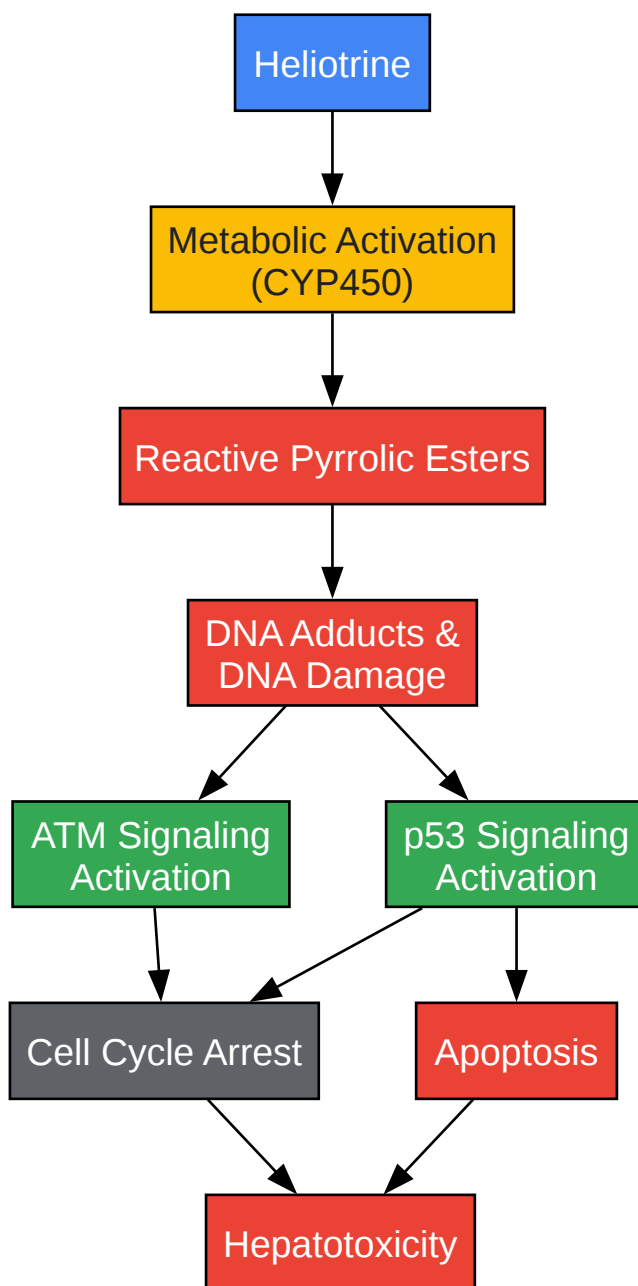 Heliotrine
Metabolic Activation
(CYP450)
Reactive Pyrrolic Esters
DNA Adducts &
DNA Damage
ATM Signaling
Activation
p53 Signaling
Activation
Cell Cycle Arrest
Apoptosis
Hepatotoxicity